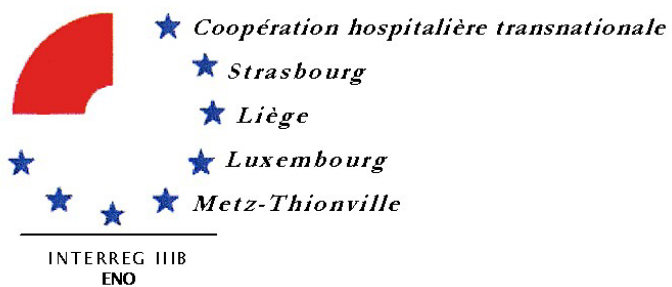 Coopération hospitalière transnationale
Strasbourg
Liège
Luxembourg
Metz-Thionville
INTERREG IIIB
ENO